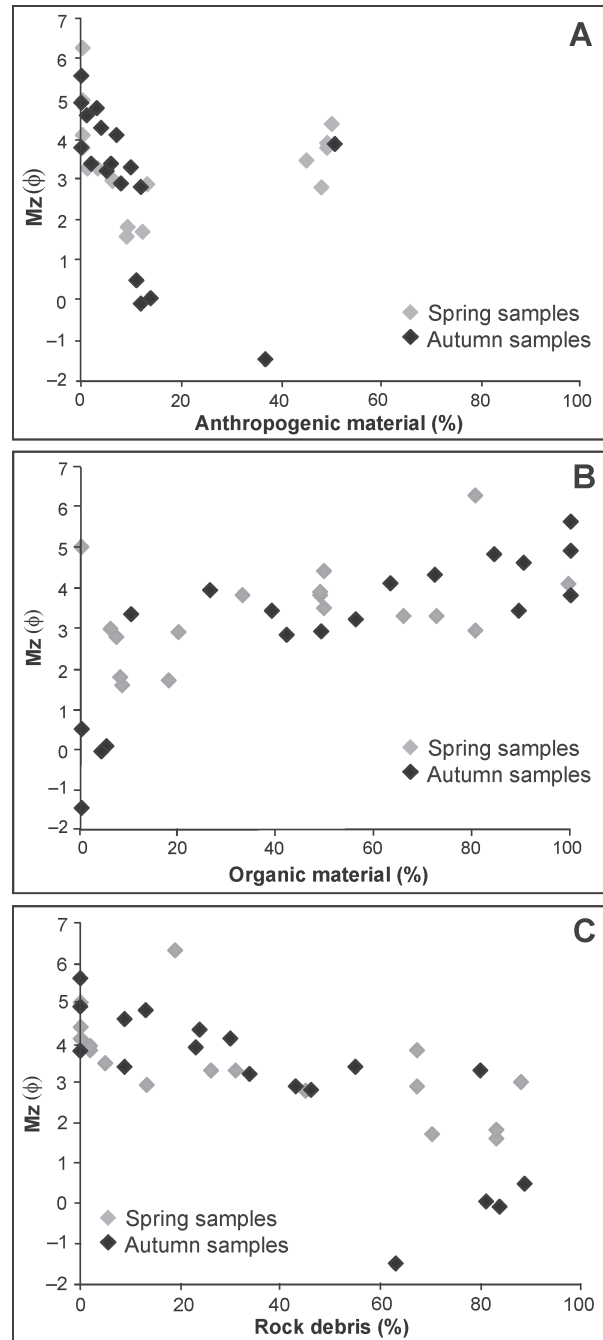 A
7
6
5
4
3
2
1
0
–1
–2
Mz (ϕ)
Spring samples
Autumn samples
0 20 40 60 80 100
Anthropogenic material (%)
B
7
6
5
4
3
2
1
0
–1
–2
Mz (ϕ)
Spring samples
Autumn samples
0 20 40 60 80 100
Organic material (%)
C
7
6
5
4
3
2
1
0
–1
–2
Mz (ϕ)
Spring samples
Autumn samples
0 20 40 60 80 100
Rock debris (%)